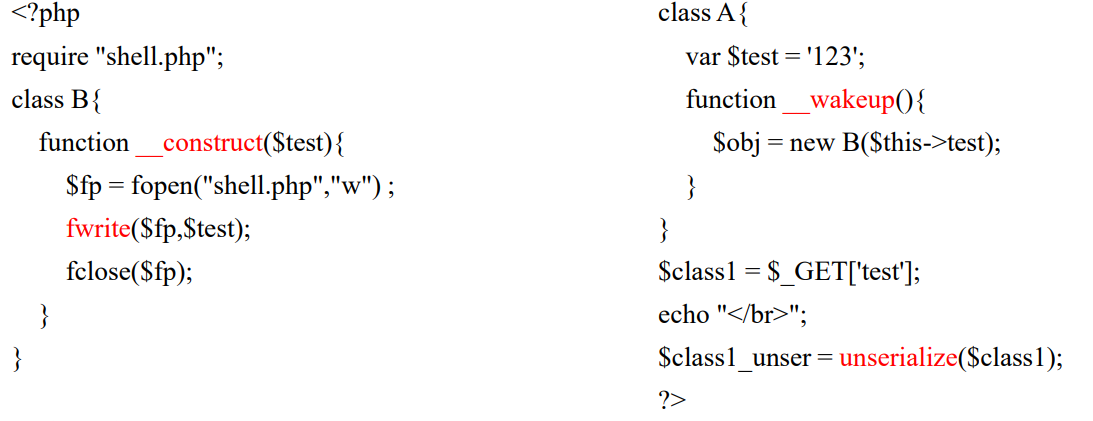 <?php
require "shell.php";
class B{
function __construct($test){
$fp = fopen("shell.php","w") ;
fwrite($fp,$test);
fclose($fp);
}
}
class A{
var $test = '123';
function __wakeup(){
$obj = new B($this->test);
}
}
$class1 = $_GET['test'];
echo "</br>";
$class1_unser = unserialize($class1);
?>